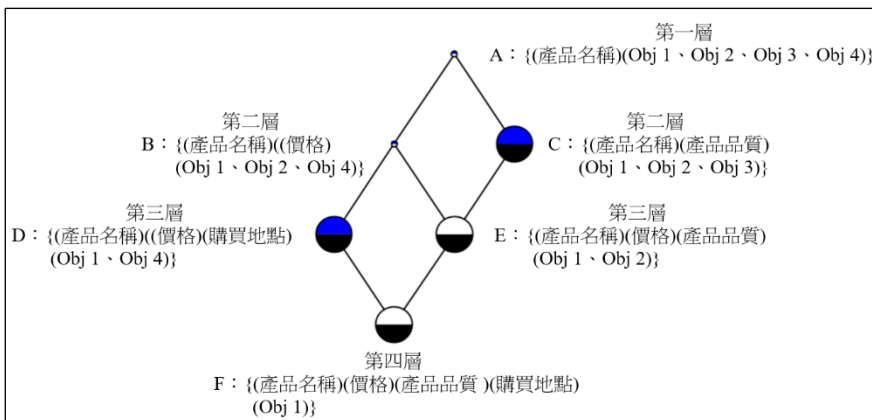 第一層
A：{(產品名稱)(Obj 1、Obj 2、Obj 3、Obj 4)}
第二層
B：{(產品名稱)((價格)
(Obj 1、Obj 2、Obj 4)}
第二層
C：{(產品名稱)(產品品質)
(Obj 1、Obj 2、Obj 3)}
第三層
D：{(產品名稱)((價格)(購買地點)
(Obj 1、Obj 4)}
第三層
E：{(產品名稱)(價格)(產品品質)
(Obj 1、Obj 2)}
第四層
F：{(產品名稱)(價格)(產品品質 )(購買地點)
(Obj 1)}